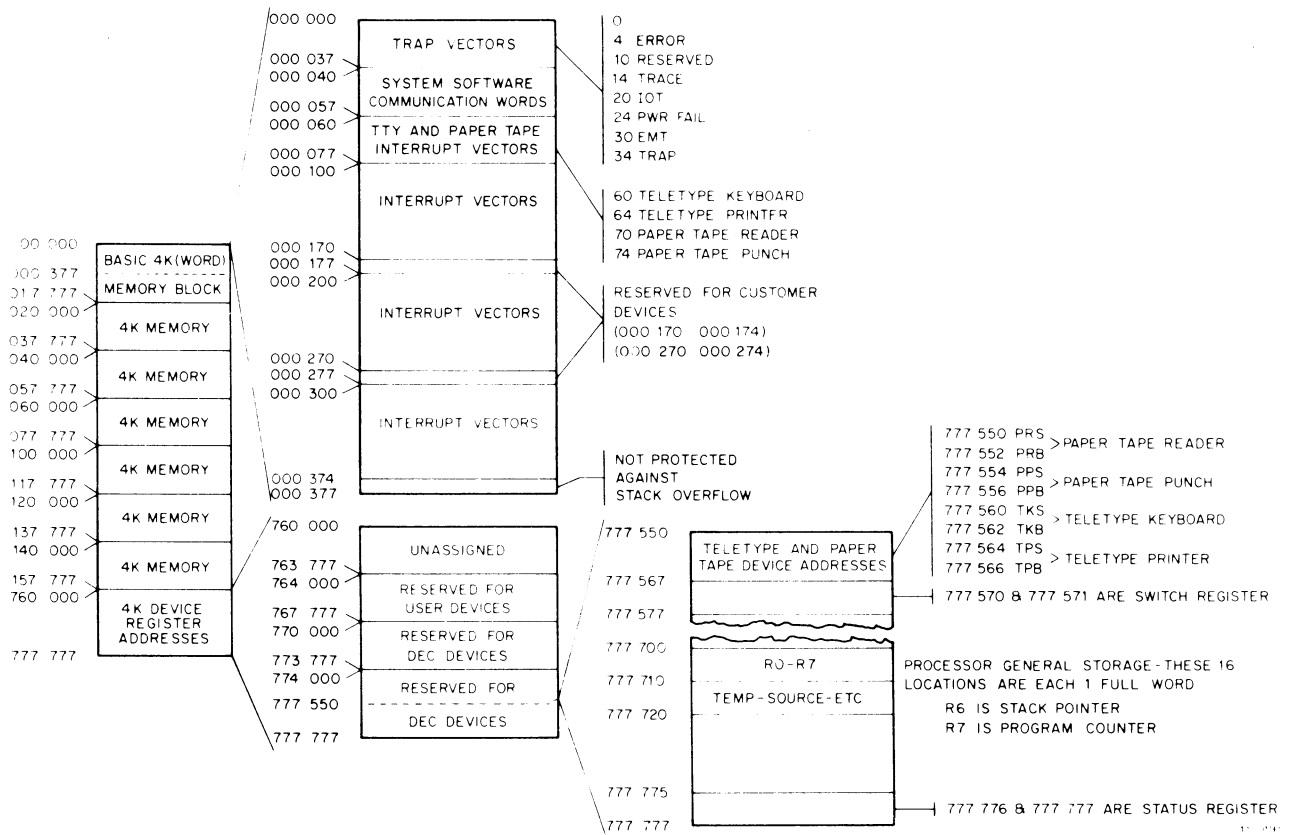 000 000
TRAP VECTORS
000 037
000 040
SYSTEM SOFTWARE
COMMUNICATION WORDS
000 057
000 060
TTY AND PAPER TAPE
INTERRUPT VECTORS
000 077
000 100
INTERRUPT VECTORS
000 170
000 177
000 200
INTERRUPT VECTORS
000 270
000 277
000 300
INTERRUPT VECTORS
000 374
000 377
0
4 ERROR
10 RESERVED
14 TRACE
20 IOT
24 PWR FAIL
30 EMT
34 TRAP
60 TELETYPE KEYBOARD
64 TELETYPE PRINTER
70 PAPER TAPE READER
74 PAPER TAPE PUNCH
RESERVED FOR CUSTOMER
DEVICES
(000 170 000 174)
(000 270 000 274)
NOT PROTECTED
AGAINST
STACK OVERFLOW
00 000
BASIC 4K(WORD)
000 377
MEMORY BLOCK
017 777
020 000
4K MEMORY
037 777
040 000
4K MEMORY
057 777
060 000
4K MEMORY
077 777
100 000
4K MEMORY
117 777
120 000
4K MEMORY
137 777
140 000
4K MEMORY
157 777
760 000
4K DEVICE
REGISTER
ADDRESSES
777 777
760 000
UNASSIGNED
763 777
764 000
RESERVED FOR
USER DEVICES
767 777
770 000
RESERVED FOR
DEC DEVICES
773 777
774 000
RESERVED FOR
777 550
DEC DEVICES
777 777
777 550
TELETYPE AND PAPER
TAPE DEVICE ADDRESSES
777 567
777 577
777 700
R0-R7
777 710
TEMP-SOURCE-ETC
777 720
777 775
777 777
777 550 PRS
777 552 PRB
>PAPER TAPE READER
777 554 PPS
777 556 PPB
>PAPER TAPE PUNCH
777 560 TKS
777 562 TKB
>TELETYPE KEYBOARD
777 564 TPS
777 566 TPB
>TELETYPE PRINTER
777 570 & 777 571 ARE SWITCH REGISTER
PROCESSOR GENERAL STORAGE-THESE 16
LOCATIONS ARE EACH 1 FULL WORD
R6 IS STACK POINTER
R7 IS PROGRAM COUNTER
777 776 & 777 777 ARE STATUS REGISTER